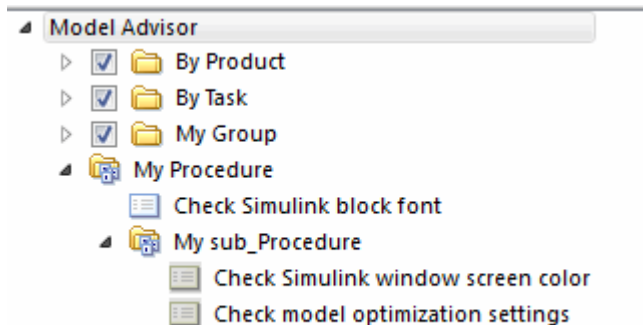 Model Advisor
By Product
By Task
My Group
My Procedure
Check Simulink block font
My sub_Procedure
Check Simulink window screen color
Check model optimization settings